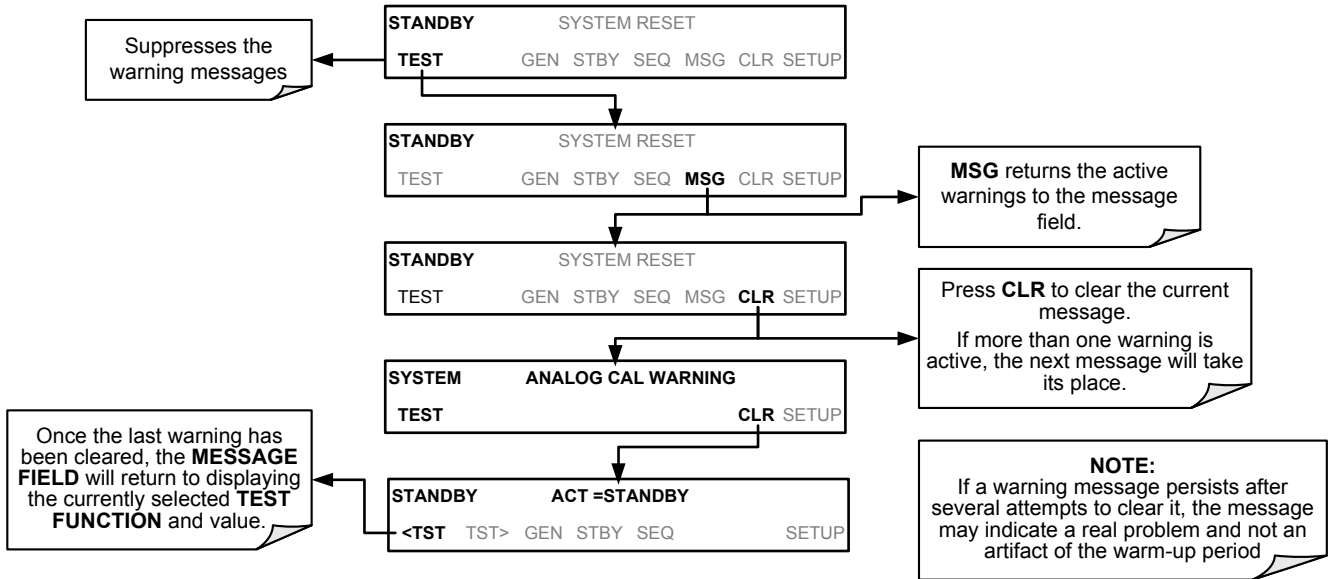 Suppresses the
warning messages
STANDBY SYSTEM RESET
TEST GEN STBY SEQ MSG CLR SETUP
STANDBY SYSTEM RESET
TEST GEN STBY SEQ MSG CLR SETUP
MSG returns the active
warnings to the message
field.
STANDBY SYSTEM RESET
TEST GEN STBY SEQ MSG CLR SETUP
Press CLR to clear the current
message.
If more than one warning is
active, the next message will take
its place.
SYSTEM ANALOG CAL WARNING
TEST CLR SETUP
Once the last warning has
been cleared, the MESSAGE
FIELD will return to displaying
the currently selected TEST
FUNCTION and value.
STANDBY ACT =STANDBY
<TST TST> GEN STBY SEQ SETUP
NOTE:
If a warning message persists after
several attempts to clear it, the message
may indicate a real problem and not an
artifact of the warm-up period